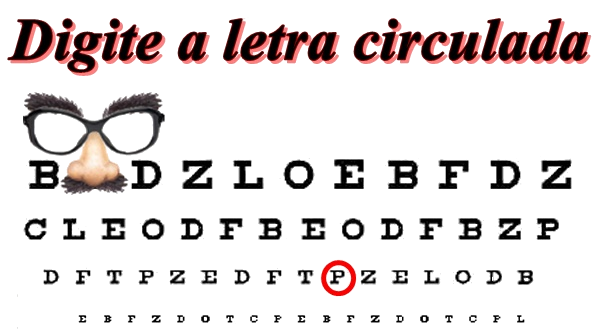 Digite a letra circulada
B D Z L O E B F D Z
C L E O D F B E O D F B Z P
D F T P Z E D F T P Z E L O D B
E B F Z D O T C P E B F Z D O T C P L